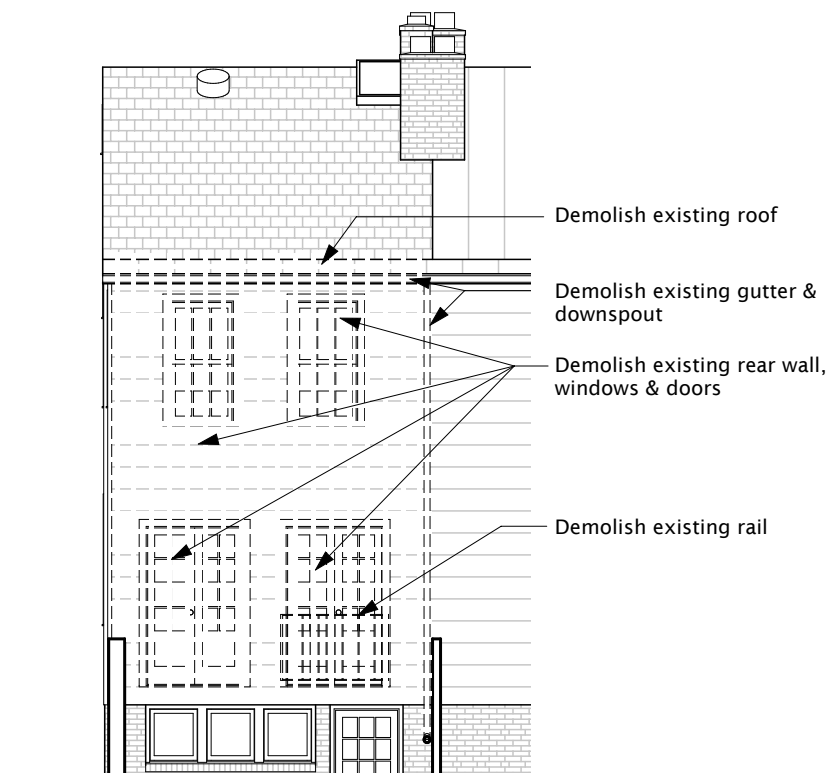 Demolish existing roof
Demolish existing gutter &
downspout
Demolish existing rear wall,
windows & doors
Demolish existing rail